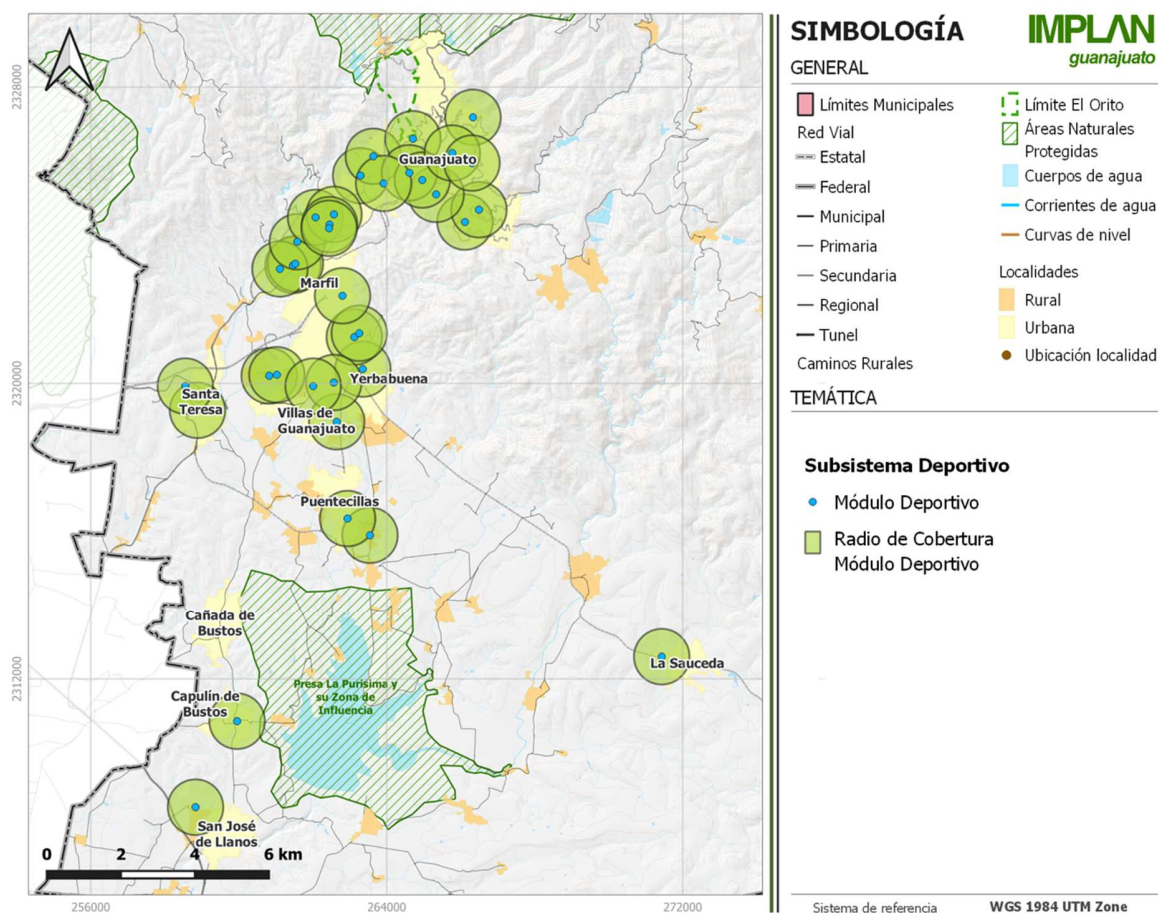 2328000
2320000
2312000
Guanajuato
Marfil
Yerbabuena
Santa
Teresa
Villas de
Guanajuato
Puentecillas
Cañada de
Bustos
La Sauceda
Presa La Purisima y
su Zona de
Influencia
Capulín de
Bustos
San José
de Llanos
0 2 4 6 km
256000 264000 272000
SIMBOLOGÍA
IMPLAN
guanajuato
GENERAL
Límites Municipales
Red Vial
Estatal
Federal
Municipal
Primaria
Secundaria
Regional
Tunel
Caminos Rurales
Límite El Orito
Áreas Naturales
Protegidas
Cuerpos de agua
Corrientes de agua
Curvas de nivel
Localidades
Rural
Urbana
Ubicación localidad
TEMÁTICA
Subsistema Deportivo
Módulo Deportivo
Radio de Cobertura
Módulo Deportivo
Sistema de referencia WGS 1984 UTM Zone